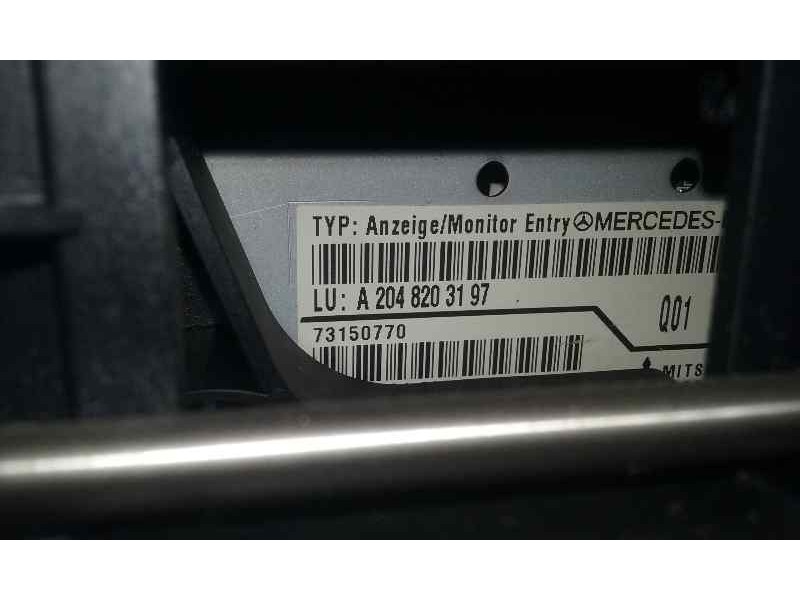 TYP: Anzeige/Monitor Entry MERCEDES-
LU: A 204 820 31 97
Q01
73150770
MITS